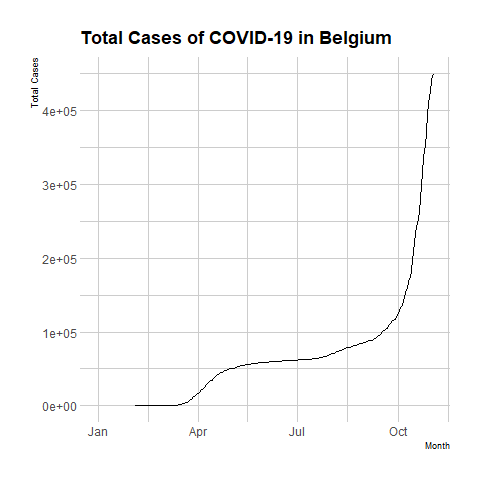 Total Cases of COVID-19 in Belgium
Total Cases
4e+05
3e+05
2e+05
1e+05
0e+00
Jan Apr Jul Oct
Month